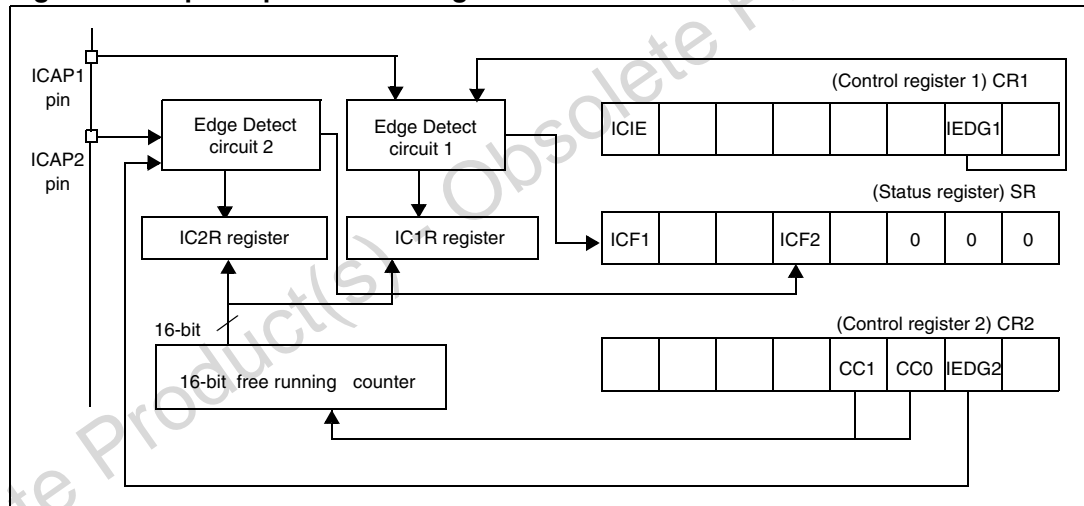 ICAP1
pin
ICAP2
pin
Edge Detect
circuit 2
Edge Detect
circuit 1
IC2R register
IC1R register
16-bit
16-bit free running counter
(Control register 1) CR1
ICIE IEDG1
(Status register) SR
ICF1 ICF2 0 0 0
(Control register 2) CR2
CC1 CC0 IEDG2
Product(s) - Obsolete